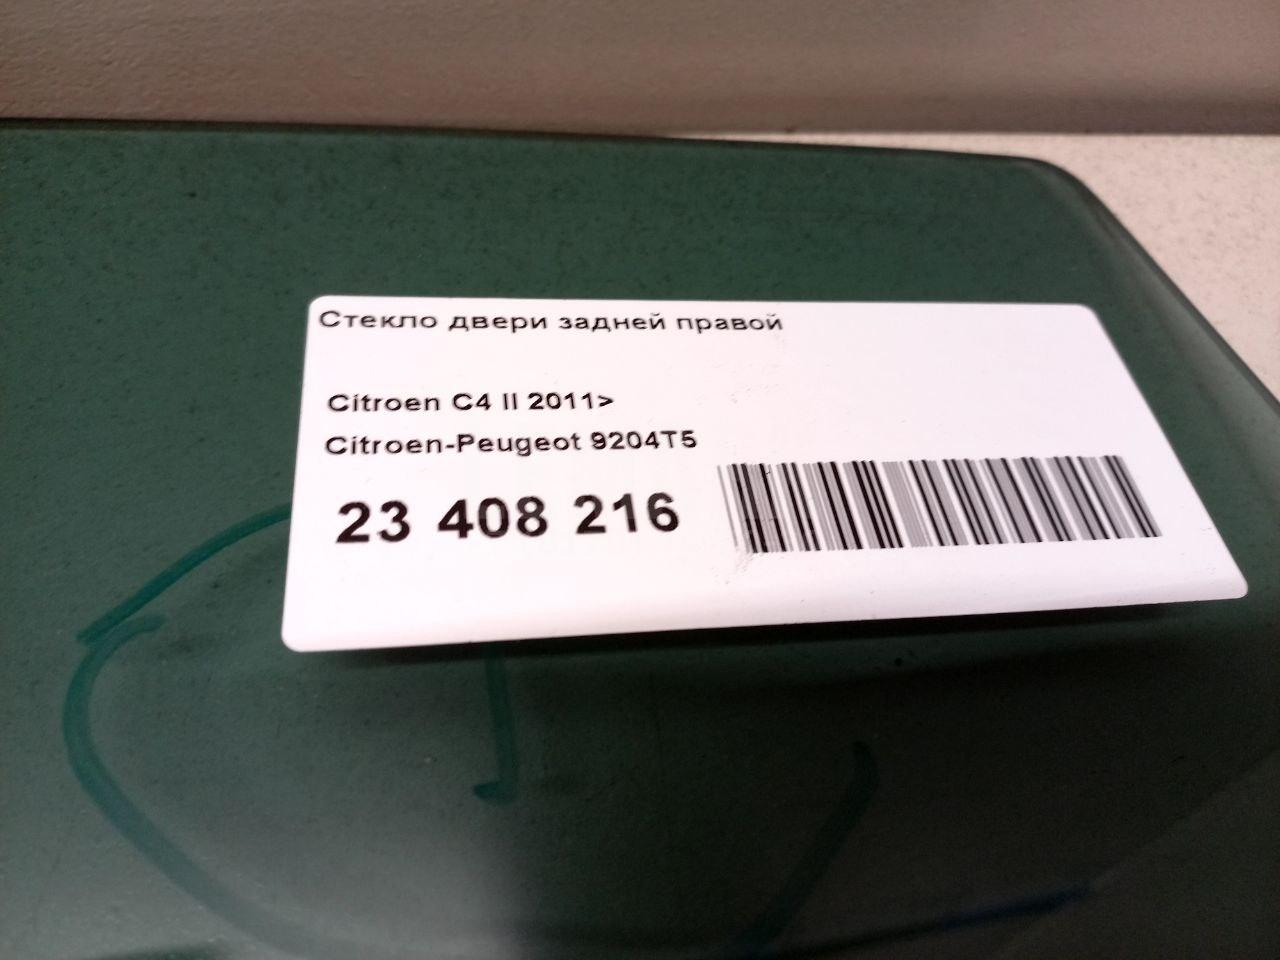 Стекло двери задней правой
Citroen C4 II 2011>
Citroen-Peugeot 9204T5
23 408 216